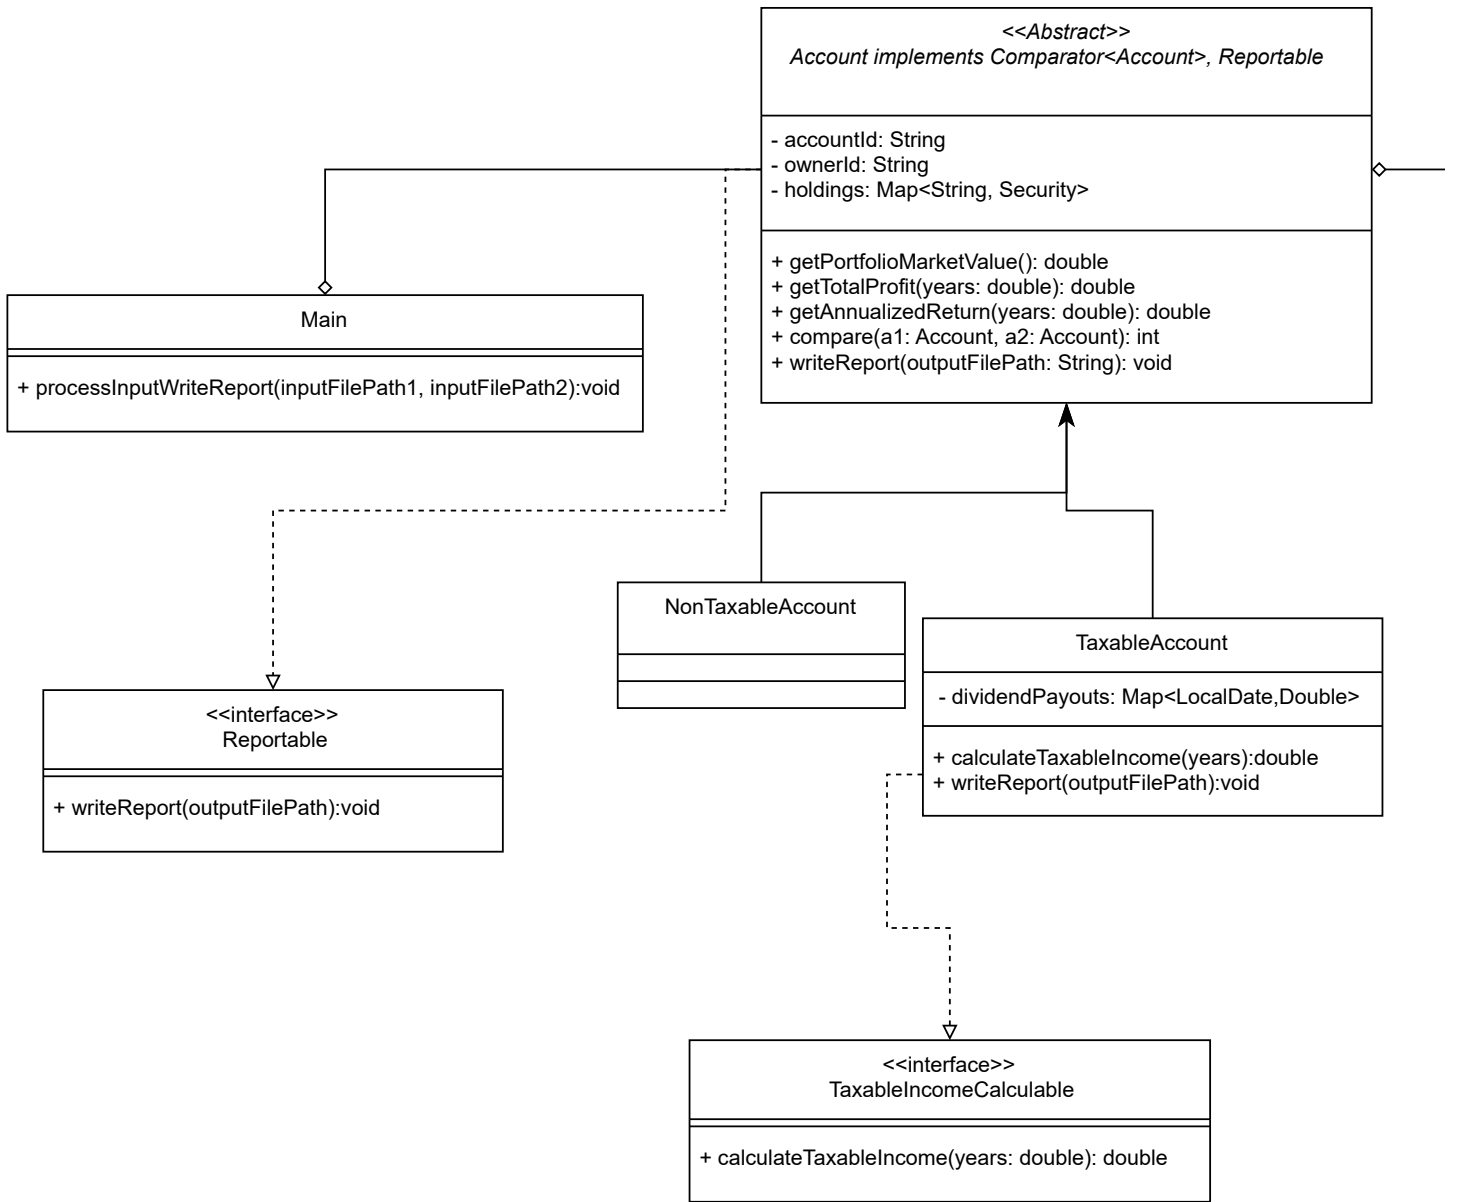 <<Abstract>>
Account implements Comparator<Account>, Reportable
- accountId: String
- ownerId: String
- holdings: Map<String, Security>
+ getPortfolioMarketValue(): double
+ getTotalProfit(years: double): double
+ getAnnualizedReturn(years: double): double
+ compare(a1: Account, a2: Account): int
+ writeReport(outputFilePath: String): void
Main
+ processInputWriteReport(inputFilePath1, inputFilePath2):void
NonTaxableAccount
TaxableAccount
- dividendPayouts: Map<LocalDate,Double>
+ calculateTaxableIncome(years):double
+ writeReport(outputFilePath):void
<<interface>>
Reportable
+ writeReport(outputFilePath):void
<<interface>>
TaxableIncomeCalculable
+ calculateTaxableIncome(years: double): double